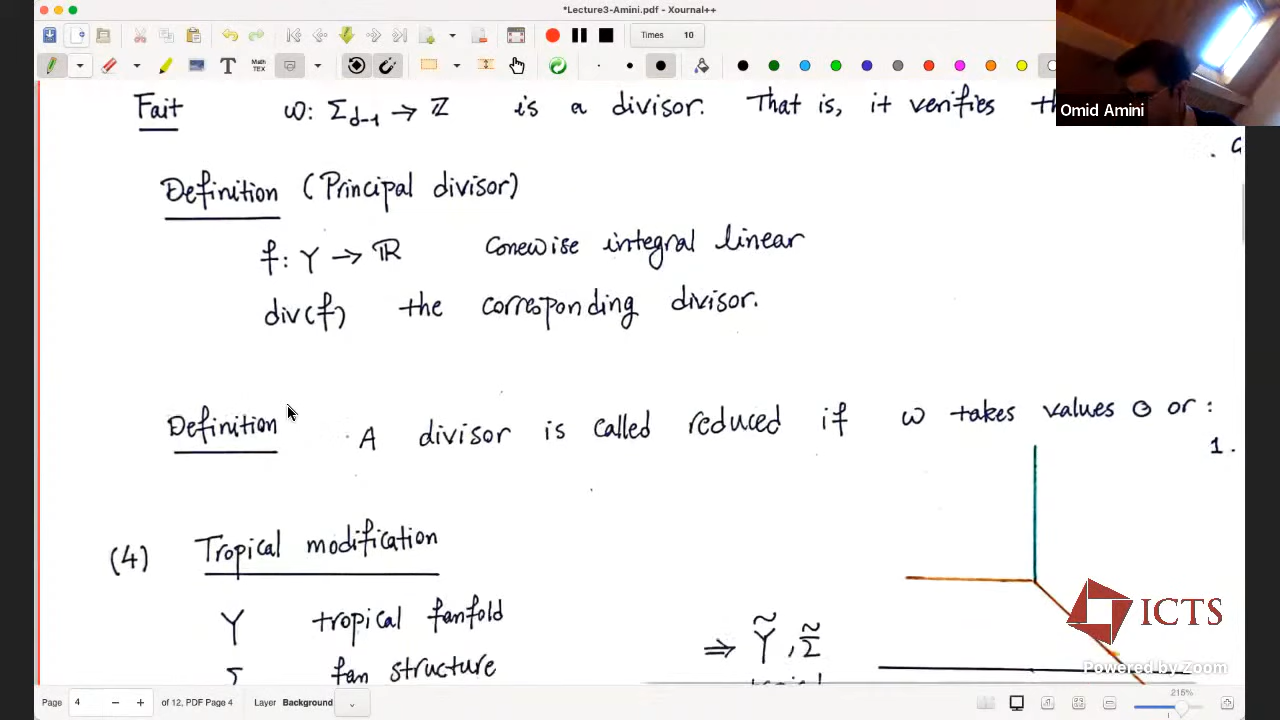 *Lecture3-Amini.pdf - Xournal++
Times 10
Omid Amini
Fait ω: Σd-1 → ℤ is a divisor. That is, it verifies
Definition (Principal divisor)
f: Y → ℝ Conewise integral linear
div(f) the corresponding divisor.
Definition A divisor is called reduced if ω takes values 0 or :
1.
(4) Tropical modification
Y tropical fanfold
Σ fan structure
⇒ Ỹ, Σ̃
ICTS
Powered by Zoom
Page 4 of 12, PDF Page 4 Layer Background 215%